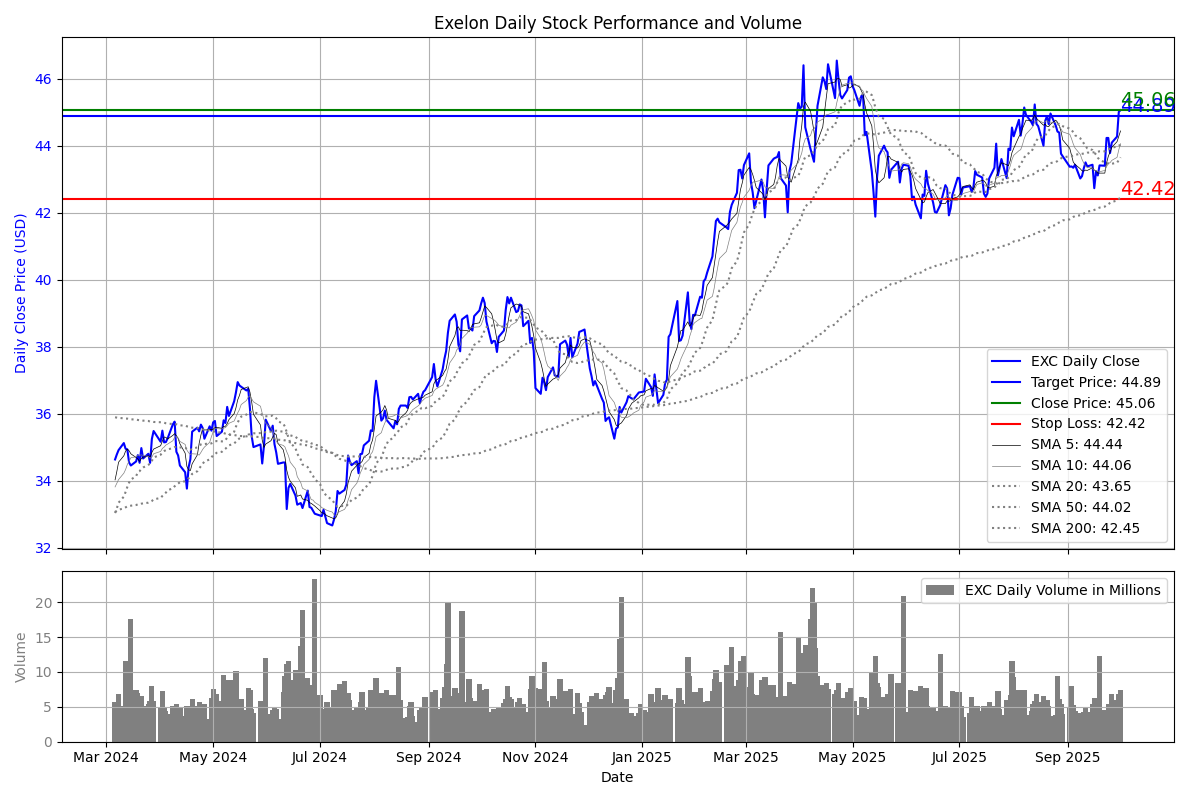 Exelon Daily Stock Performance and Volume
Daily Close Price (USD)
46
44
42
40
38
36
34
32
45.06
44.89
42.42
EXC Daily Close
Target Price: 44.89
Close Price: 45.06
Stop Loss: 42.42
SMA 5: 44.44
SMA 10: 44.06
SMA 20: 43.65
SMA 50: 44.02
SMA 200: 42.45
Volume
20
15
10
5
0
EXC Daily Volume in Millions
Mar 2024 May 2024 Jul 2024 Sep 2024 Nov 2024 Jan 2025 Mar 2025 May 2025 Jul 2025 Sep 2025
Date